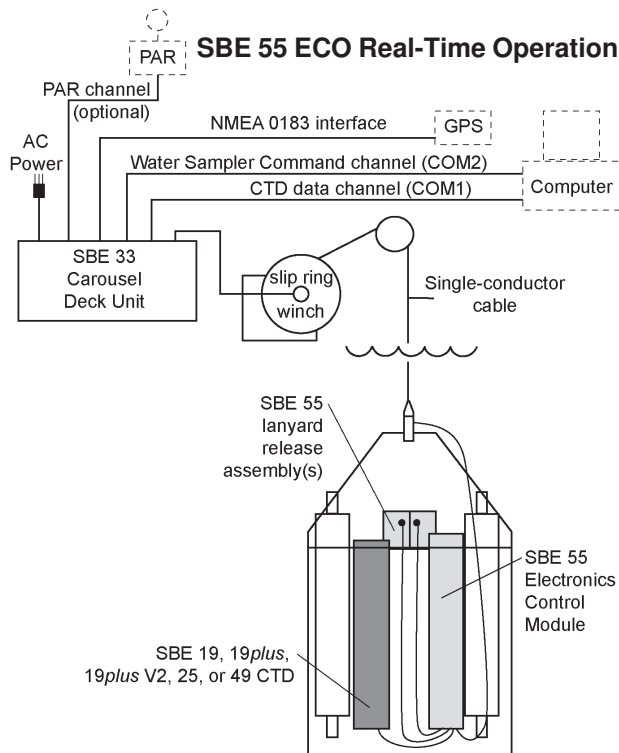 SBE 55 ECO Real-Time Operation
PAR
PAR channel
(optional)
NMEA 0183 interface
GPS
AC
Power
Water Sampler Command channel (COM2)
CTD data channel (COM1)
Computer
SBE 33
Carousel
Deck Unit
slip ring
winch
Single-conductor
cable
SBE 55
lanyard
release
assembly(s)
SBE 55
Electronics
Control
Module
SBE 19, 19plus,
19plus V2, 25, or 49 CTD